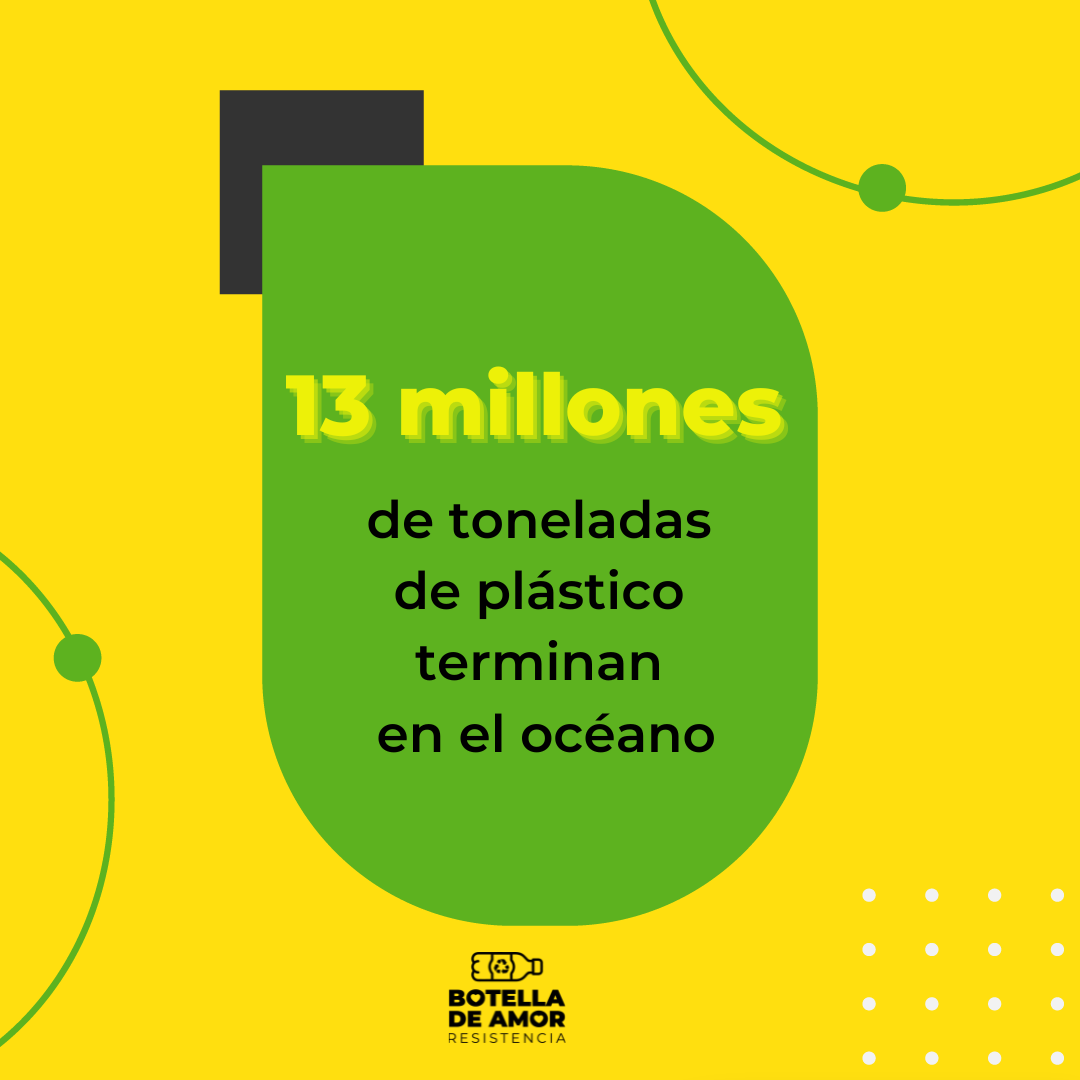 13 millones
de toneladas
de plástico
terminan
en el océano
BOTELLA
DE AMOR
RESISTENCIA